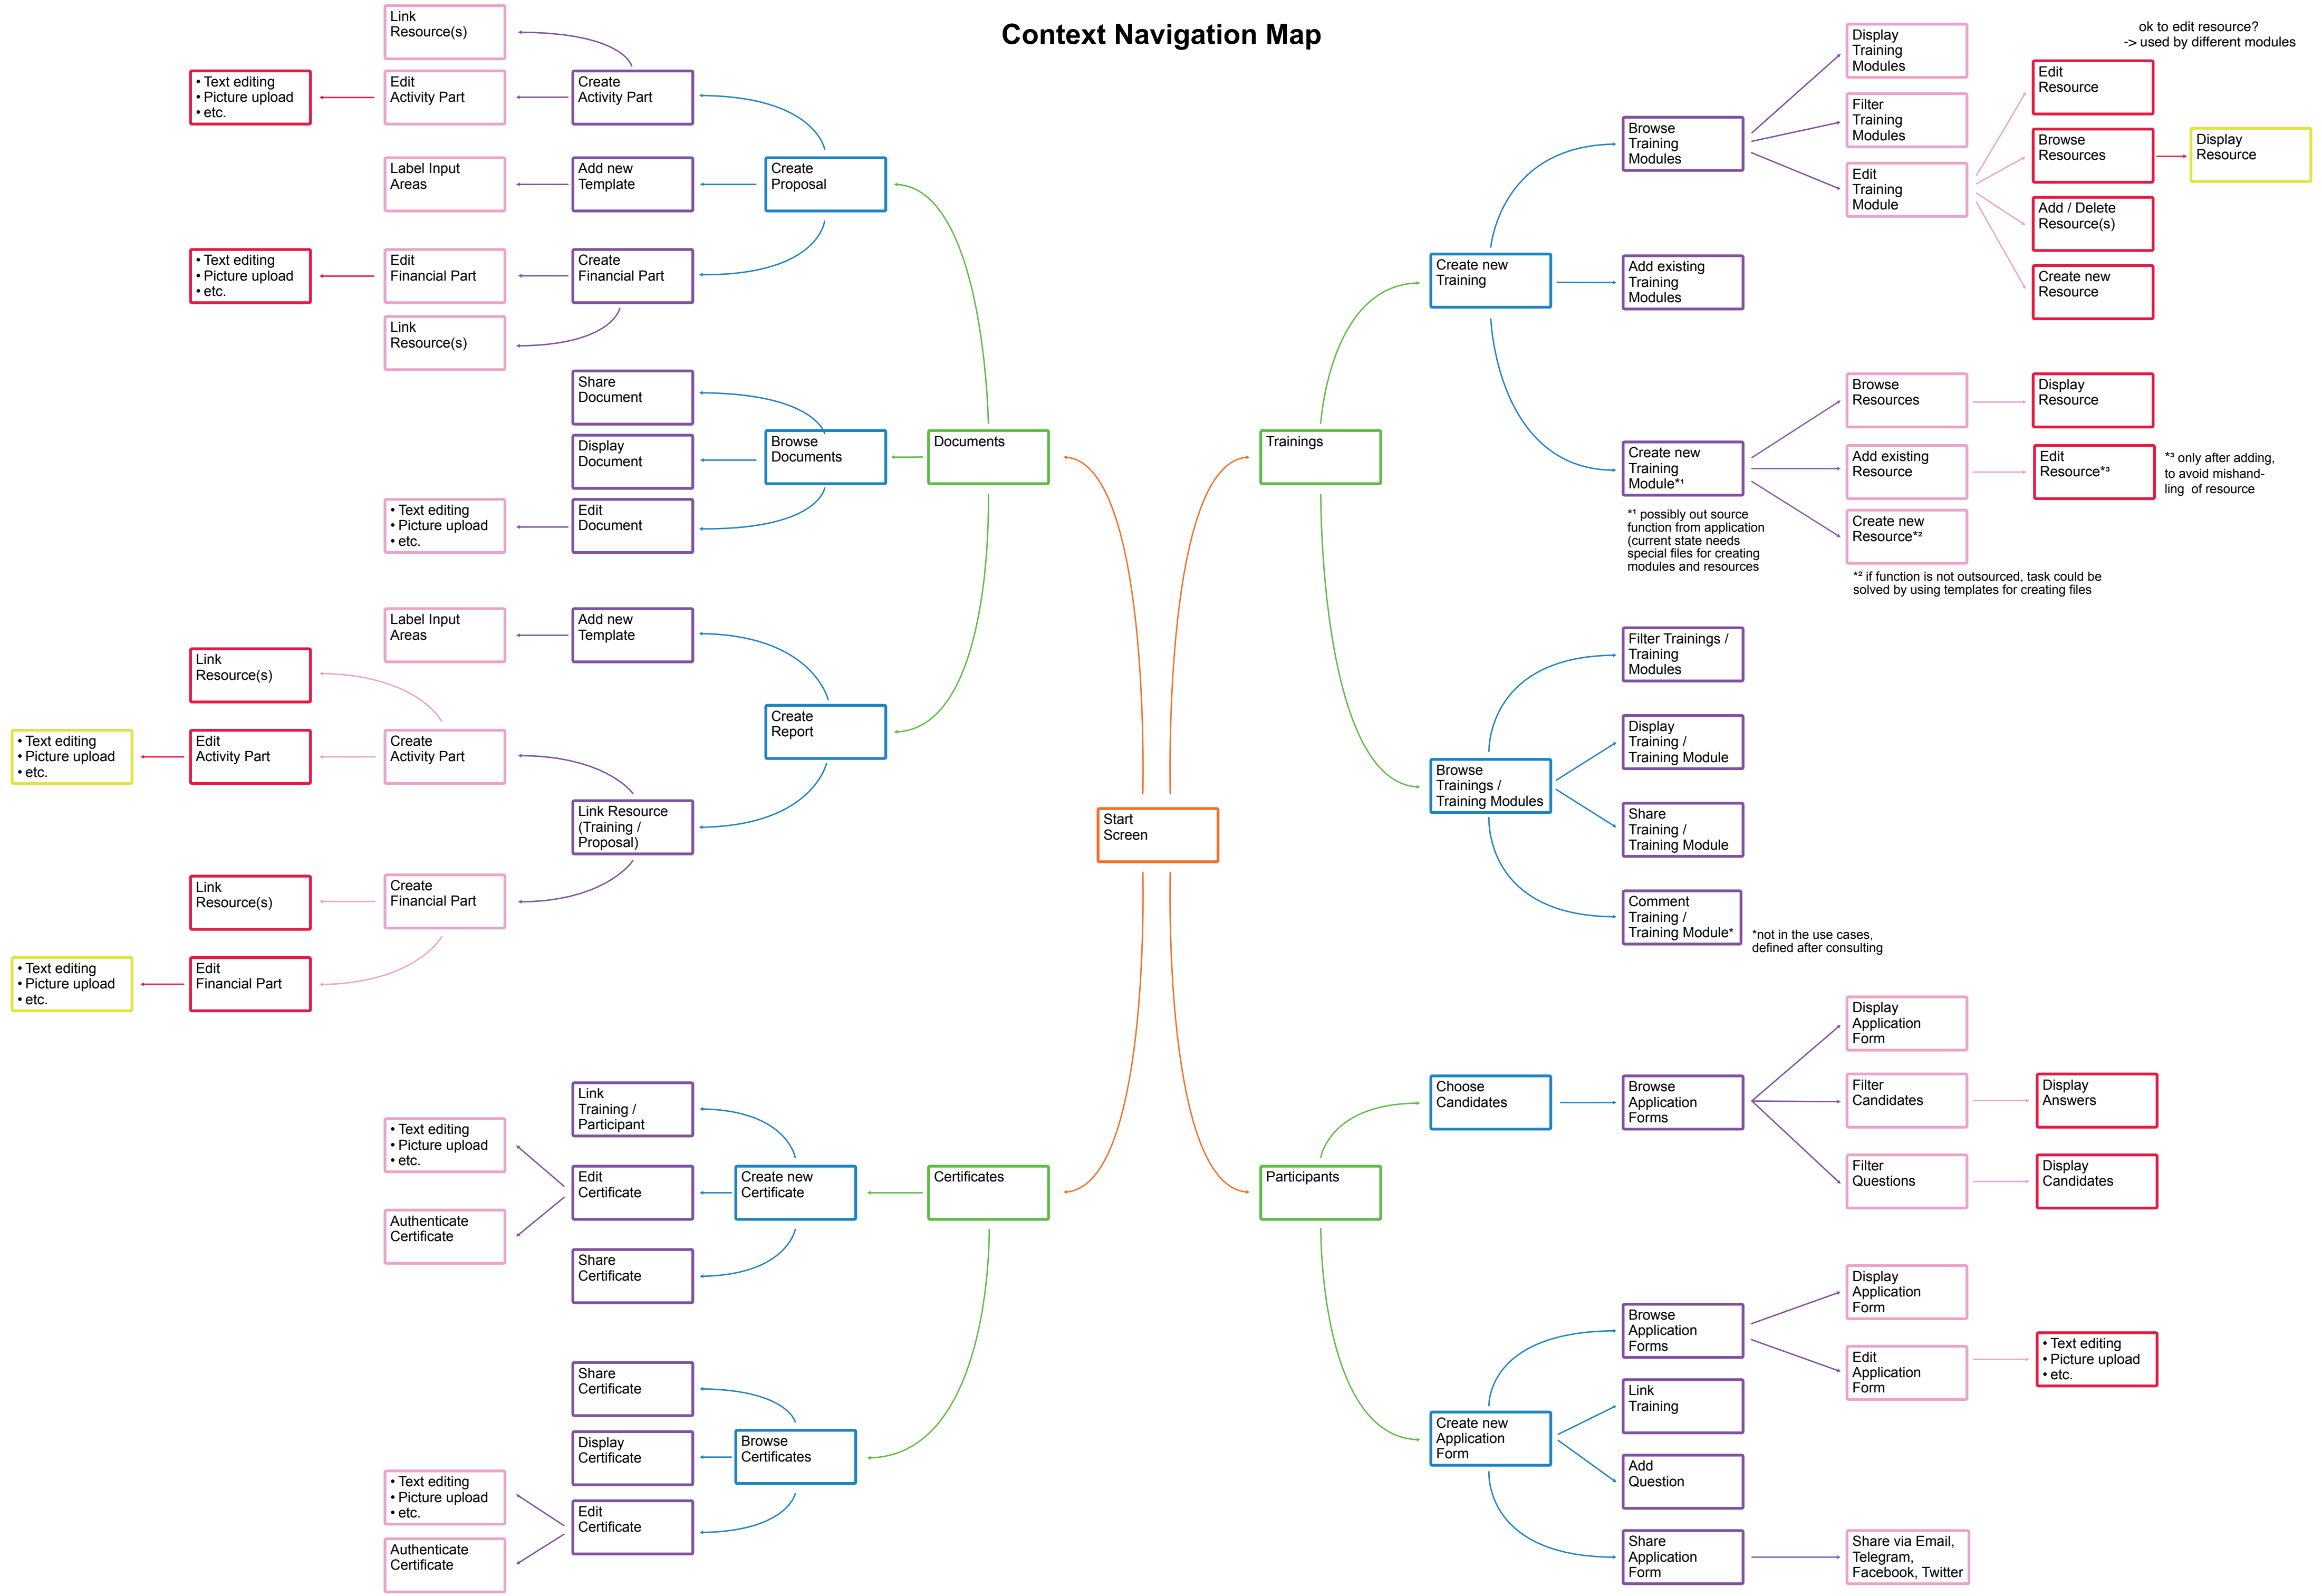 Context Navigation Map
Link
Resource(s)
• Text editing
• Picture upload
• etc.
Edit
Activity Part
Create
Activity Part
Label Input
Areas
Add new
Template
Create
Proposal
• Text editing
• Picture upload
• etc.
Edit
Financial Part
Create
Financial Part
Link
Resource(s)
Share
Document
Display
Document
Browse
Documents
Documents
• Text editing
• Picture upload
• etc.
Edit
Document
Label Input
Areas
Add new
Template
Link
Resource(s)
Create
Report
• Text editing
• Picture upload
• etc.
Edit
Activity Part
Create
Activity Part
Link Resource
(Training /
Proposal)
Link
Resource(s)
Create
Financial Part
• Text editing
• Picture upload
• etc.
Edit
Financial Part
Start
Screen
Link
Training /
Participant
• Text editing
• Picture upload
• etc.
Edit
Certificate
Create new
Certificate
Certificates
Authenticate
Certificate
Share
Certificate
Share
Certificate
Display
Certificate
Browse
Certificates
• Text editing
• Picture upload
• etc.
Edit
Certificate
Authenticate
Certificate
Display
Training
Modules
ok to edit resource?
-> used by different modules
Edit
Resource
Browse
Training
Modules
Filter
Training
Modules
Browse
Resources
Display
Resource
Edit
Training
Module
Add / Delete
Resource(s)
Create new
Resource
Create new
Training
Add existing
Training
Modules
Trainings
Create new
Training
Module*¹
*¹ possibly out source
function from application
(current state needs
special files for creating
modules and resources
Browse
Resources
Display
Resource
Add existing
Resource
Edit
Resource*³
*³ only after adding,
to avoid mishand-
ling of resource
Create new
Resource*²
*² if function is not outsourced, task could be
solved by using templates for creating files
Filter Trainings /
Training
Modules
Display
Training /
Training Module
Browse
Trainings /
Training Modules
Share
Training /
Training Module
Comment
Training /
Training Module*
*not in the use cases,
defined after consulting
Display
Application
Form
Choose
Candidates
Browse
Application
Forms
Filter
Candidates
Display
Answers
Participants
Filter
Questions
Display
Candidates
Display
Application
Form
Browse
Application
Forms
Edit
Application
Form
• Text editing
• Picture upload
• etc.
Link
Training
Create new
Application
Form
Add
Question
Share
Application
Form
Share via Email,
Telegram,
Facebook, Twitter